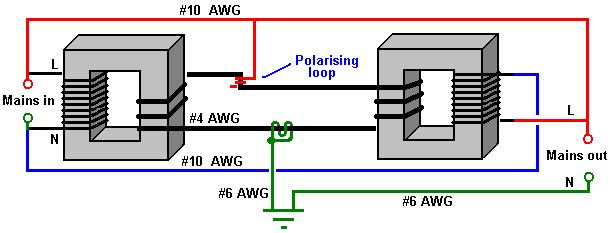 #10 AWG
L
Polarising
loop
Mains in
#4 AWG
L
N
#10 AWG
Mains out
N
#6 AWG
#6 AWG